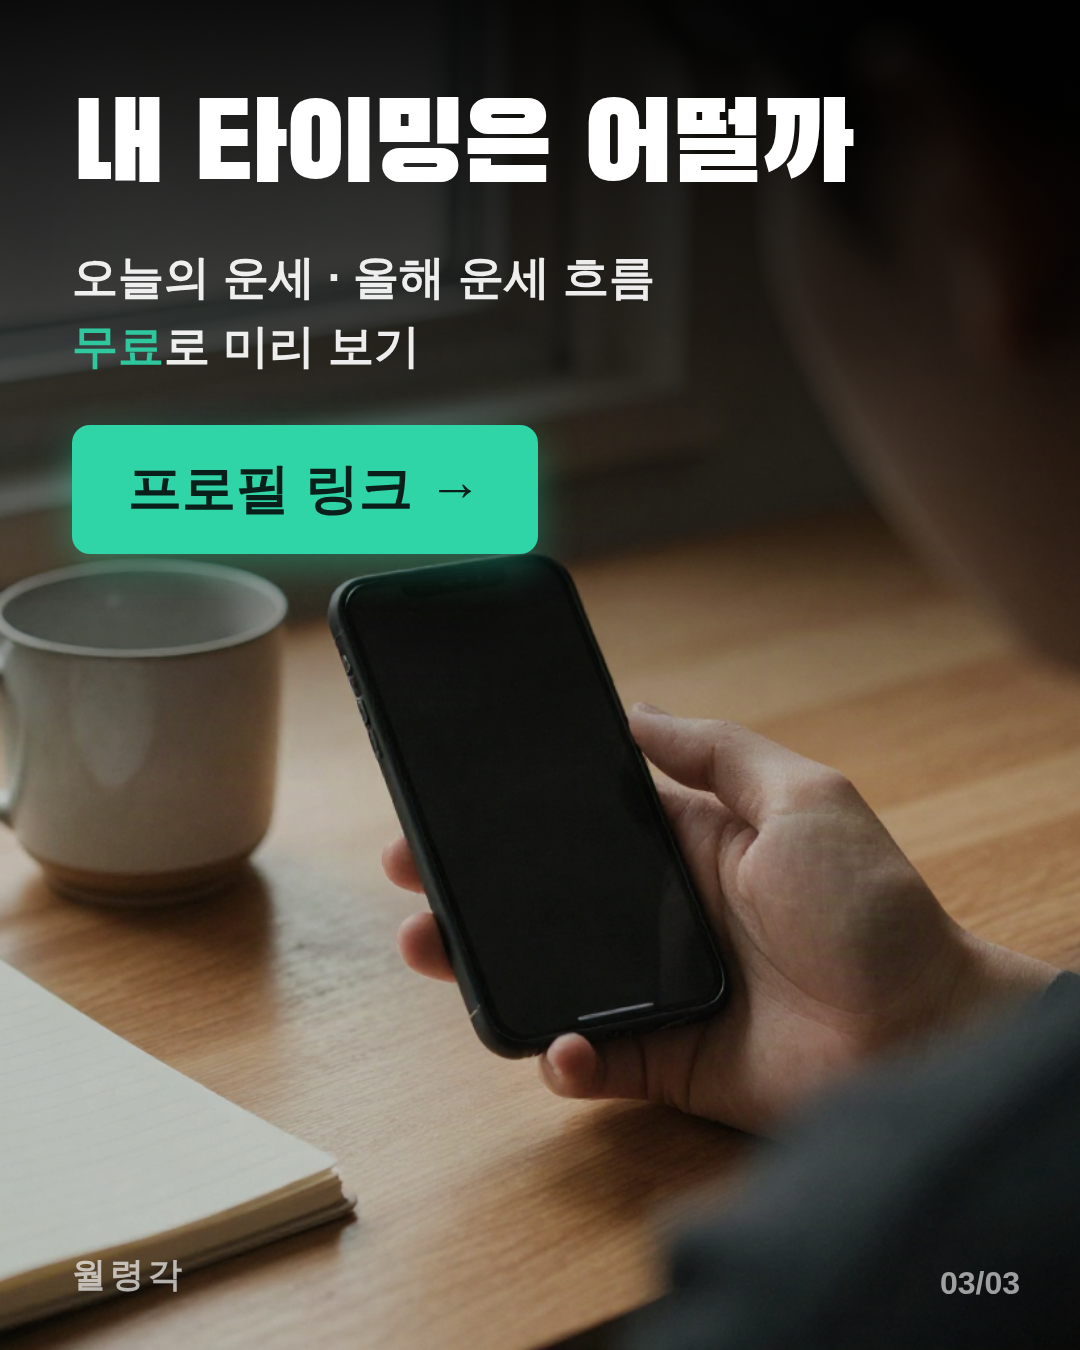 내 타이밍은 어떨까
오늘의 운세 · 올해 운세 흐름
무료로 미리 보기
프로필 링크 →
월령각
03/03